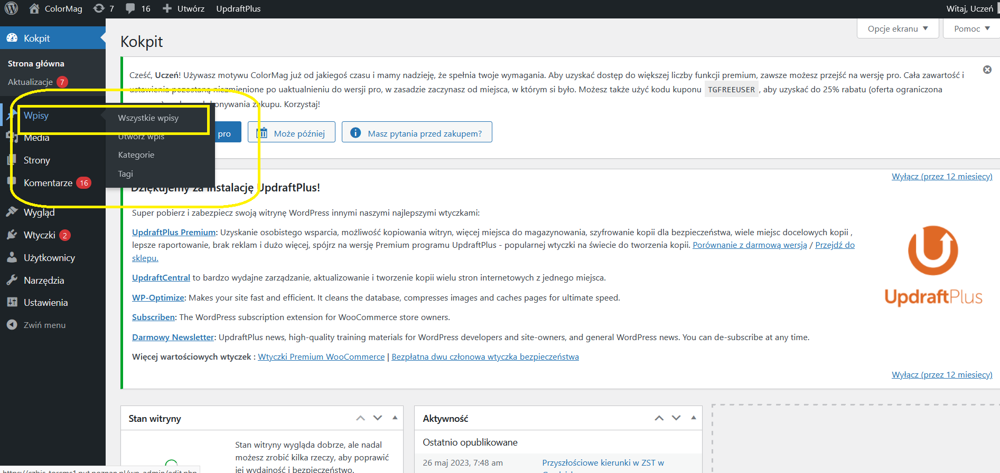 ColorMag 7 16 Utwórz UpdraftPlus Witaj, Uczeń
Opcje ekranu Pomoc
Kokpit
Strona główna
Aktualizacje 7
Wpisy
Media
Strony
Komentarze 16
Wygląd
Wtyczki 2
Użytkownicy
Narzędzia
Ustawienia
Zwiń menu
Wszystkie wpisy
Utwórz wpis
Kategorie
Tagi
Kokpit
Cześć, Uczeń! Używasz motywu ColorMag już od jakiegoś czasu i mamy nadzieję, że spełnia twoje wymagania. Aby uzyskać dostęp do większej liczby funkcji premium, zawsze możesz przejść na wersję pro. Cała zawartość i
ustawienia pozostaną niezmienione po uaktualnieniu do wersji pro, w zasadzie zaczynasz od miejsca, w którym si było. Możesz także użyć kodu kuponu TGFREEUSER, aby uzyskać do 25% rabatu (oferta ograniczona
zakupu. Korzystaj!
pro Może później Masz pytania przed zakupem?
Wyłącz (przez 12 miesięcy)
Dziękujemy za instalację UpdraftPlus!
Super pobierz i zabezpiecz swoją witrynę WordPress innymi naszymi najlepszymi wtyczkami:
UpdraftPlus Premium: Uzyskanie osobistego wsparcia, możliwość kopiowania witryn, więcej miejsca do magazynowania, szyfrowanie kopii dla bezpieczeństwa, wiele miejsc docelowych kopii ,
lepsze raportowanie, brak reklam i dużo więcej, spójrz na wersję Premium programu UpdraftPlus - popularnej wtyczki na świecie do tworzenia kopii. Porównanie z darmową wersją / Przejdź do
sklepu.
UpdraftCentral to bardzo wydajne zarządzanie, aktualizowanie i tworzenie kopii wielu stron internetowych z jednego miejsca.
WP-Optimize: Makes your site fast and efficient. It cleans the database, compresses images and caches pages for ultimate speed.
Subscriben: The WordPress subscription extension for WooCommerce store owners.
Darmowy Newsletter: UpdraftPlus news, high-quality training materials for WordPress developers and site-owners, and general WordPress news. You can de-subscribe at any time.
Więcej wartościowych wtyczek : Wtyczki Premium WooCommerce | Bezpłatna dwu członowa wtyczka bezpieczeństwa
UpdraftPlus
Wyłącz (przez 12 miesięcy)
Stan witryny
Stan witryny wygląda dobrze, ale nadal
możesz zrobić kilka rzeczy, aby poprawić
jej wydajność i bezpieczeństwo.
Aktywność
Ostatnio opublikowane
26 maj 2023, 7:48 am Przyszłościowe kierunki w ZST w